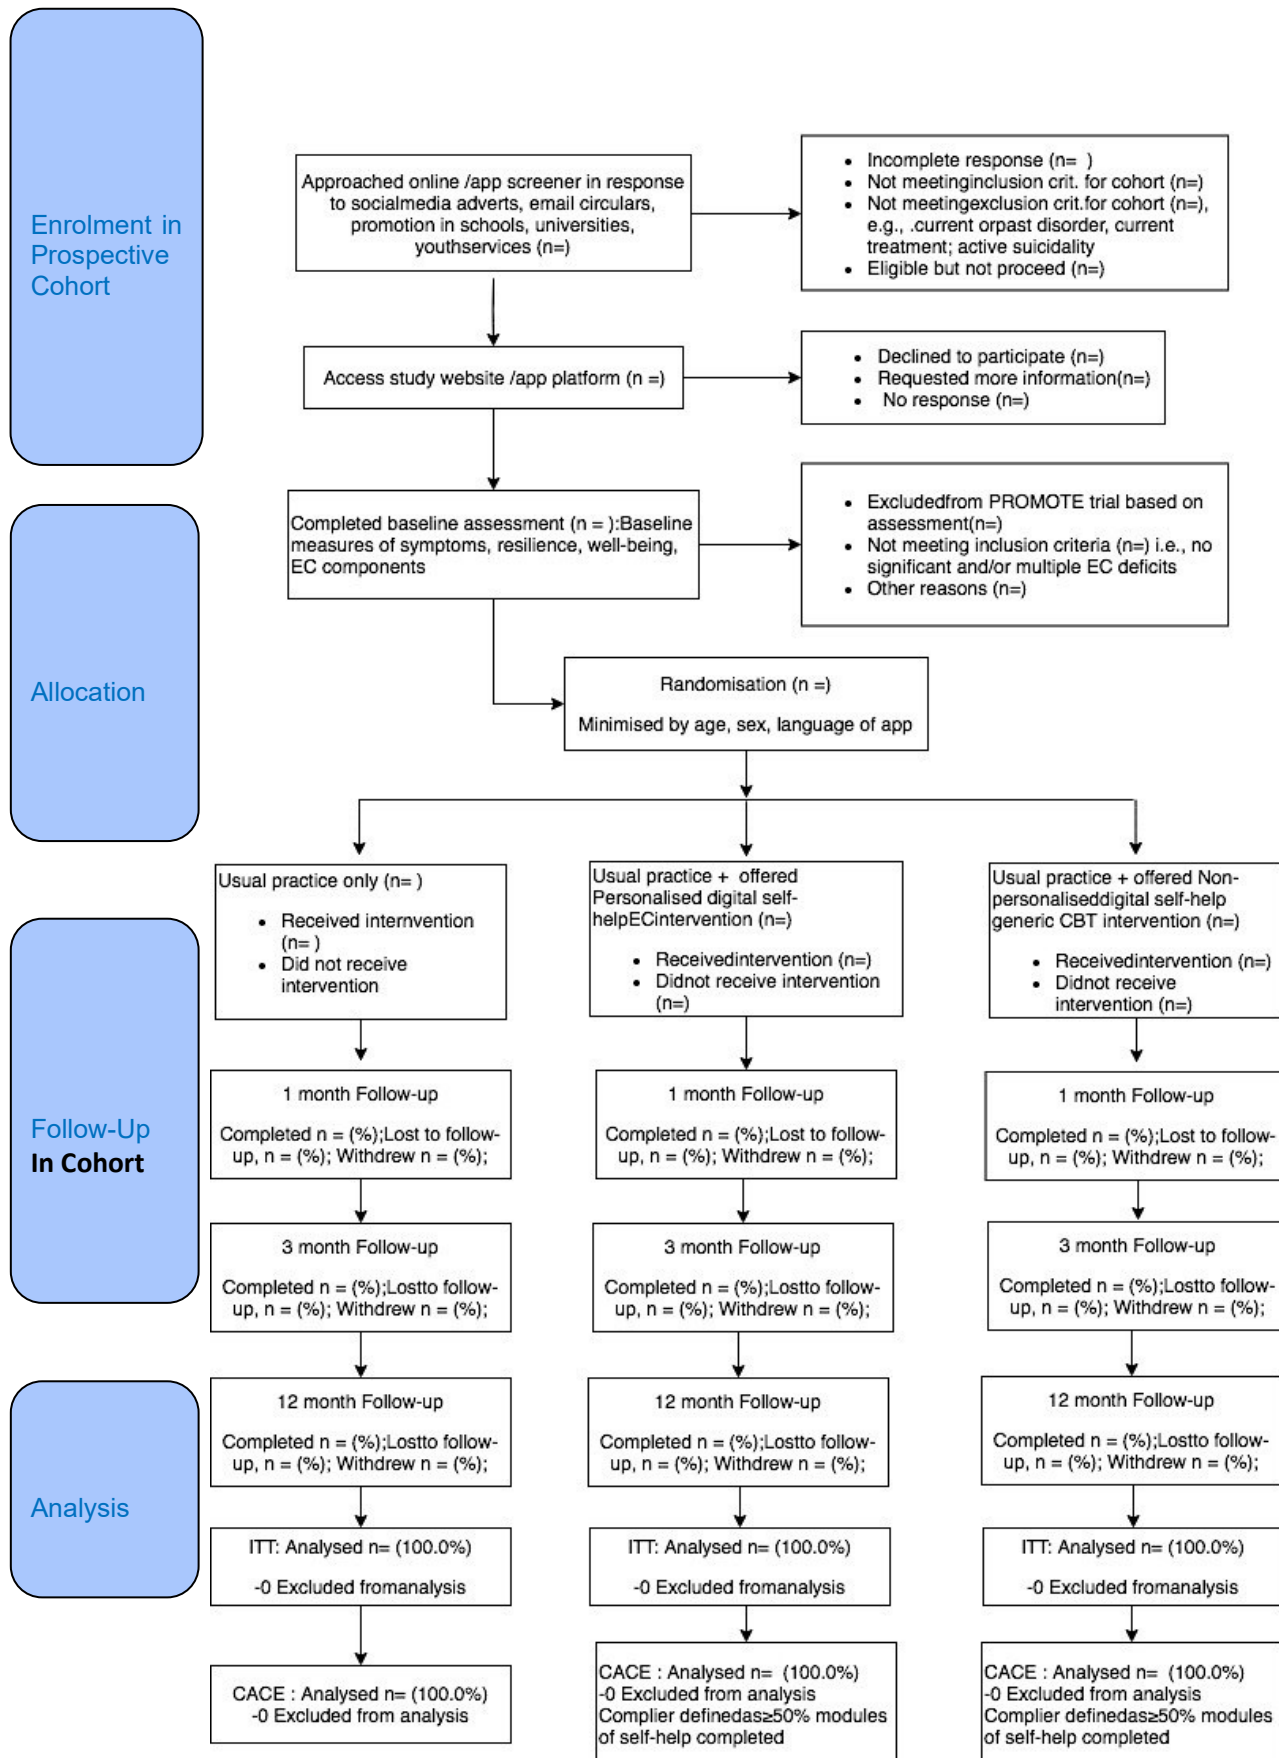 Enrolment in
Prospective
Cohort
Approached online /app screener in response
to socialmedia adverts, email circulars,
promotion in schools, universities,
youthservices (n=)
• Incomplete response (n=  )
• Not meetinginclusion crit. for cohort (n=)
• Not meetingexclusion crit.for cohort (n=),
e.g., .current orpast disorder, current
treatment; active suicidality
• Eligible but not proceed (n=)
Access study website /app platform (n =)
• Declined to participate (n=)
• Requested more information(n=)
• No response (n=)
Allocation
Completed baseline assessment (n = ):Baseline
measures of symptoms, resilience, well-being,
EC components
• Excludedfrom PROMOTE trial based on
assessment(n=)
• Not meeting inclusion criteria (n=) i.e., no
significant and/or multiple EC deficits
• Other reasons (n=)
Randomisation (n =)
Minimised by age, sex, language of app
Usual practice only (n= )
• Received internvention
(n= )
• Did not receive
intervention
Usual practice +  offered
Personalised digital self-
helpECintervention (n=)
• Receivedintervention (n=)
• Didnot receive intervention
(n=)
Usual practice + offered Non-
personaliseddigital self-help
generic CBT intervention (n=)
• Receivedintervention (n=)
• Didnot receive
intervention (n=)
Follow-Up
In Cohort
1 month Follow-up
Completed n = (%);Lost to follow-
up, n = (%); Withdrew n = (%);
1 month Follow-up
Completed n = (%);Lost to follow-
up, n = (%); Withdrew n = (%);
1 month Follow-up
Completed n = (%);Lost to follow-
up, n = (%); Withdrew n = (%);
3 month Follow-up
Completed n = (%);Lostto follow-
up, n = (%); Withdrew n = (%);
3 month Follow-up
Completed n = (%);Lostto follow-
up, n = (%); Withdrew n = (%);
3 month Follow-up
Completed n = (%);Lostto follow-
up, n = (%); Withdrew n = (%);
Analysis
12 month Follow-up
Completed n = (%);Lostto follow-
up, n = (%); Withdrew n = (%);
12 month Follow-up
Completed n = (%);Lostto follow-
up, n = (%); Withdrew n = (%);
12 month Follow-up
Completed n = (%);Lostto follow-
up, n = (%); Withdrew n = (%);
ITT: Analysed n= (100.0%)
-0 Excluded fromanalysis
ITT: Analysed n= (100.0%)
-0 Excluded fromanalysis
ITT: Analysed n= (100.0%)
-0 Excluded fromanalysis
CACE : Analysed n= (100.0%)
-0 Excluded from analysis
CACE : Analysed n=  (100.0%)
-0 Excluded from analysis
Complier definedas≥50% modules
of self-help completed
CACE : Analysed n=  (100.0%)
-0 Excluded from analysis
Complier definedas≥50% modules
of self-help completed